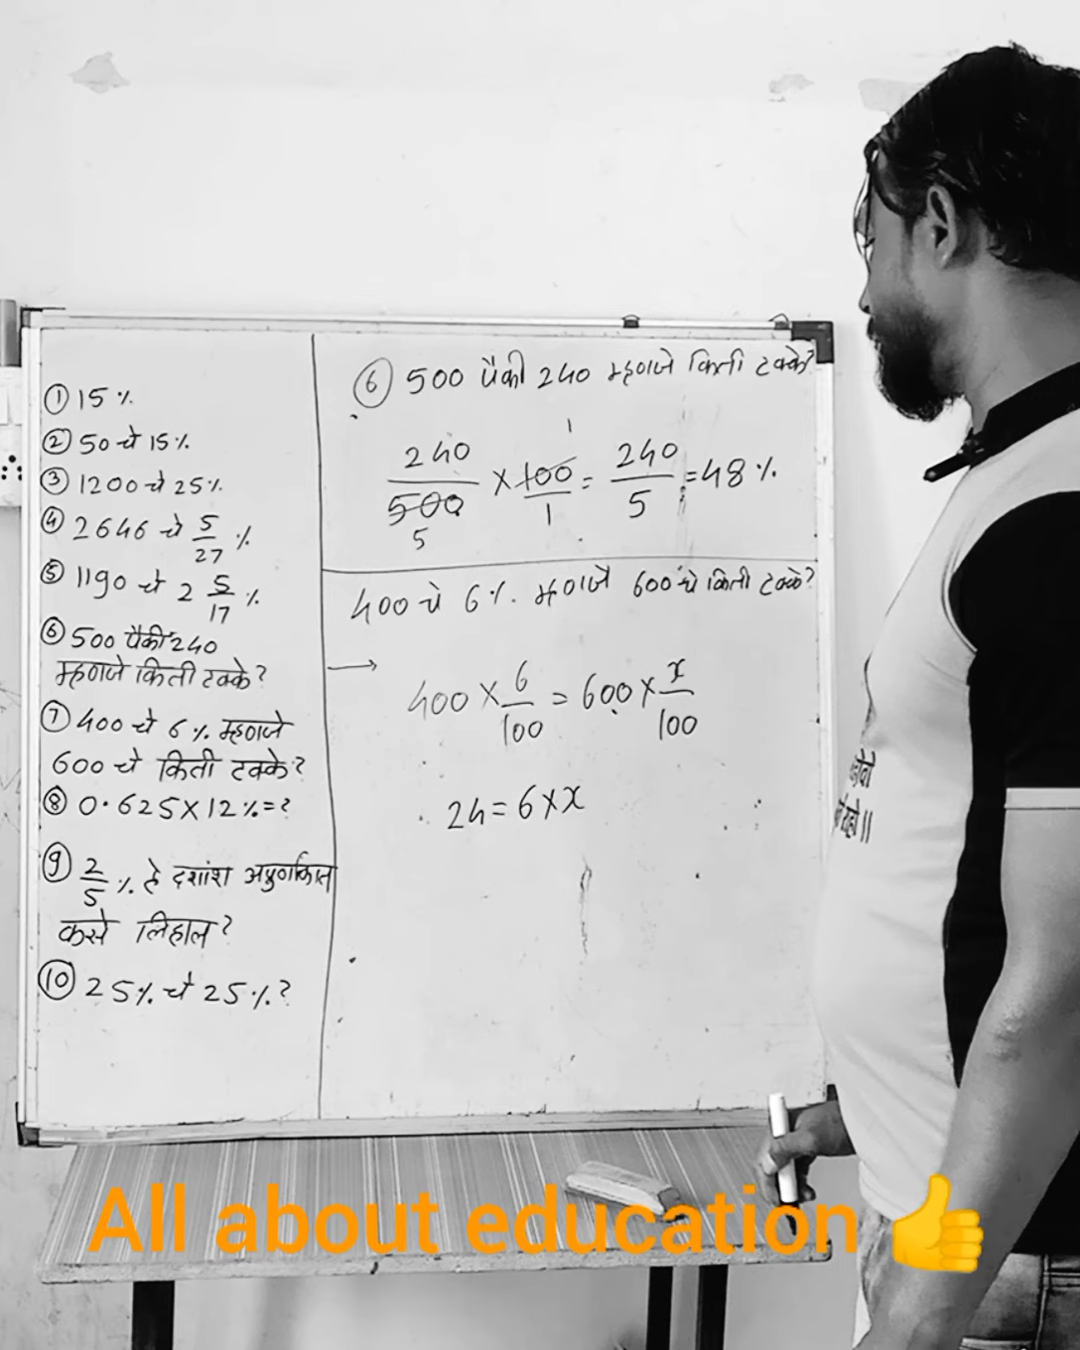 ① 15 %
② 50 चे 15 %
③ 1200 चे 25 %
④ 2646 चे 5/27 %
⑤ 1190 चे 2 5/17 %
⑥ 500 पैकी 240
म्हणजे किती टक्के?
⑦ 400 चे 6 % म्हणजे
600 चे किती टक्के?
⑧ 0.625 X 12 % = ?
⑨ 2/5 % हे दशांश अपुर्णांकात
कसे लिहाल?
⑩ 25 % चे 25 %. ?
⑥ 500 पैकी 240 म्हणजे किती टक्के?
240/500 x 100/1 = 240/5 = 48 %
5
1
400 चे 6 %. म्हणजे 600 चे किती टक्के?
→ 400 X 6/100 = 600 X x/100
24 = 6 X x
All about education 👍